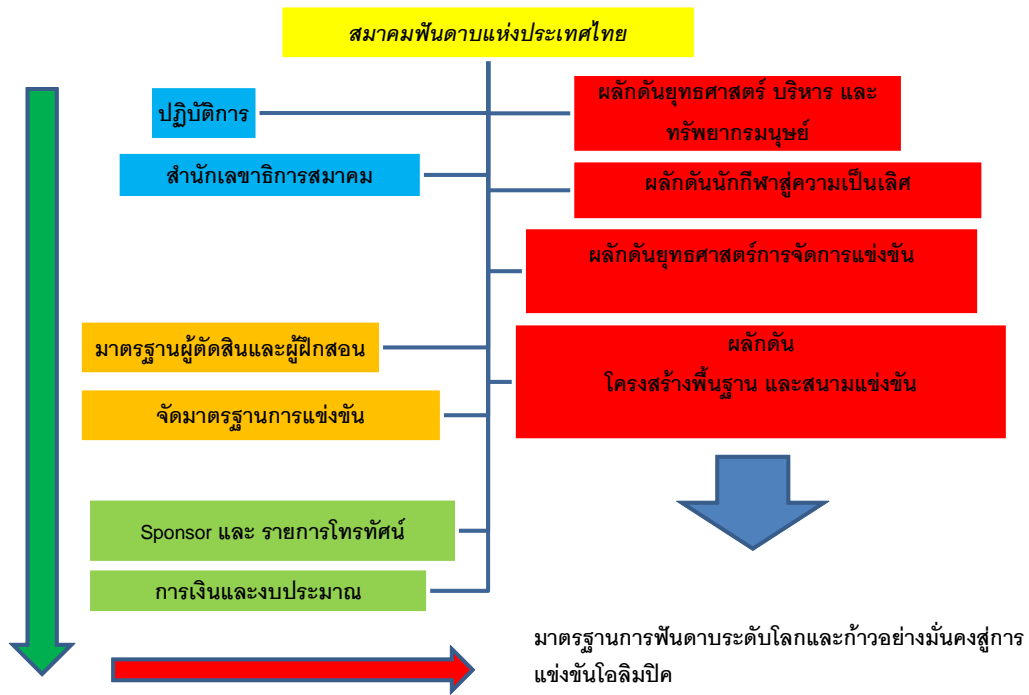 สมาคมฟันดาบแห่งประเทศไทย
ปฏิบัติการ
สำนักเลขาธิการสมาคม
มาตรฐานผู้ตัดสินและผู้ฝึกสอน
จัดมาตรฐานการแข่งขัน
Sponsor และ รายการโทรทัศน์
การเงินและงบประมาณ
ผลักดันยุทธศาสตร์ บริหาร และ
ทรัพยากรมนุษย์
ผลักดันนักกีฬาสู่ความเป็นเลิศ
ผลักดันยุทธศาสตร์การจัดการแข่งขัน
ผลักดัน
โครงสร้างพื้นฐาน และสนามแข่งขัน
มาตรฐานการฟันดาบระดับโลกและก้าวอย่างมั่นคงสู่การ
แข่งขันโอลิมปิค